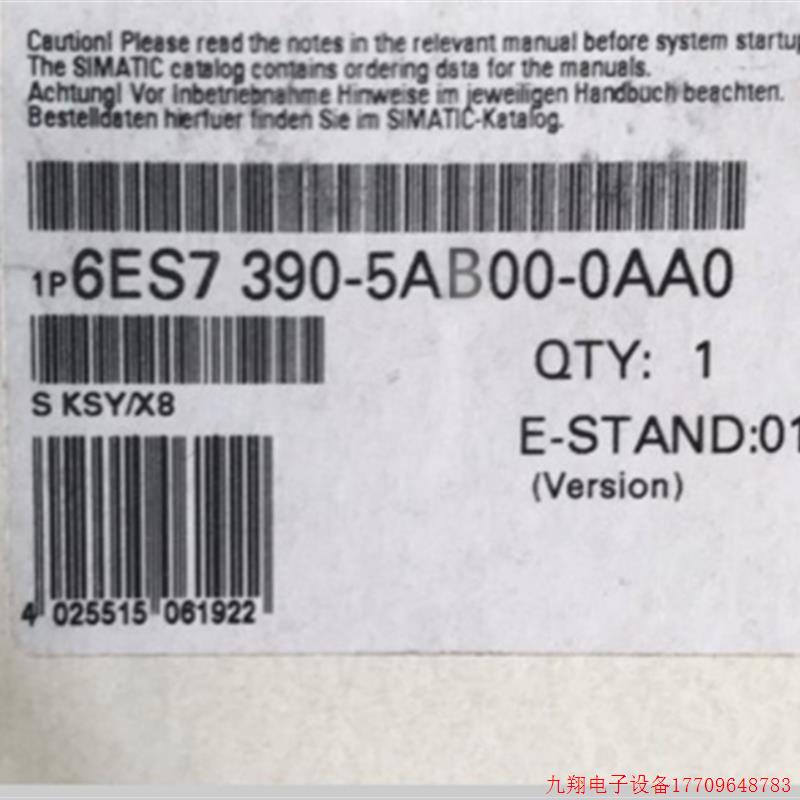 Caution! Please read the notes in the relevant manual before system startup
The SIMATIC catalog contains ordering data for the manuals.
Achtung! Vor Inbetriebnahme Hinweise im jeweiligen Handbuch beachten.
Bestelldaten hierfuer finden Sie im SIMATIC-Katalog.
1P 6ES7 390-5AB00-0AA0
QTY: 1
S KSY/X8
E-STAND:01
(Version)
4 025515 061922
九翔电子设备17709648783